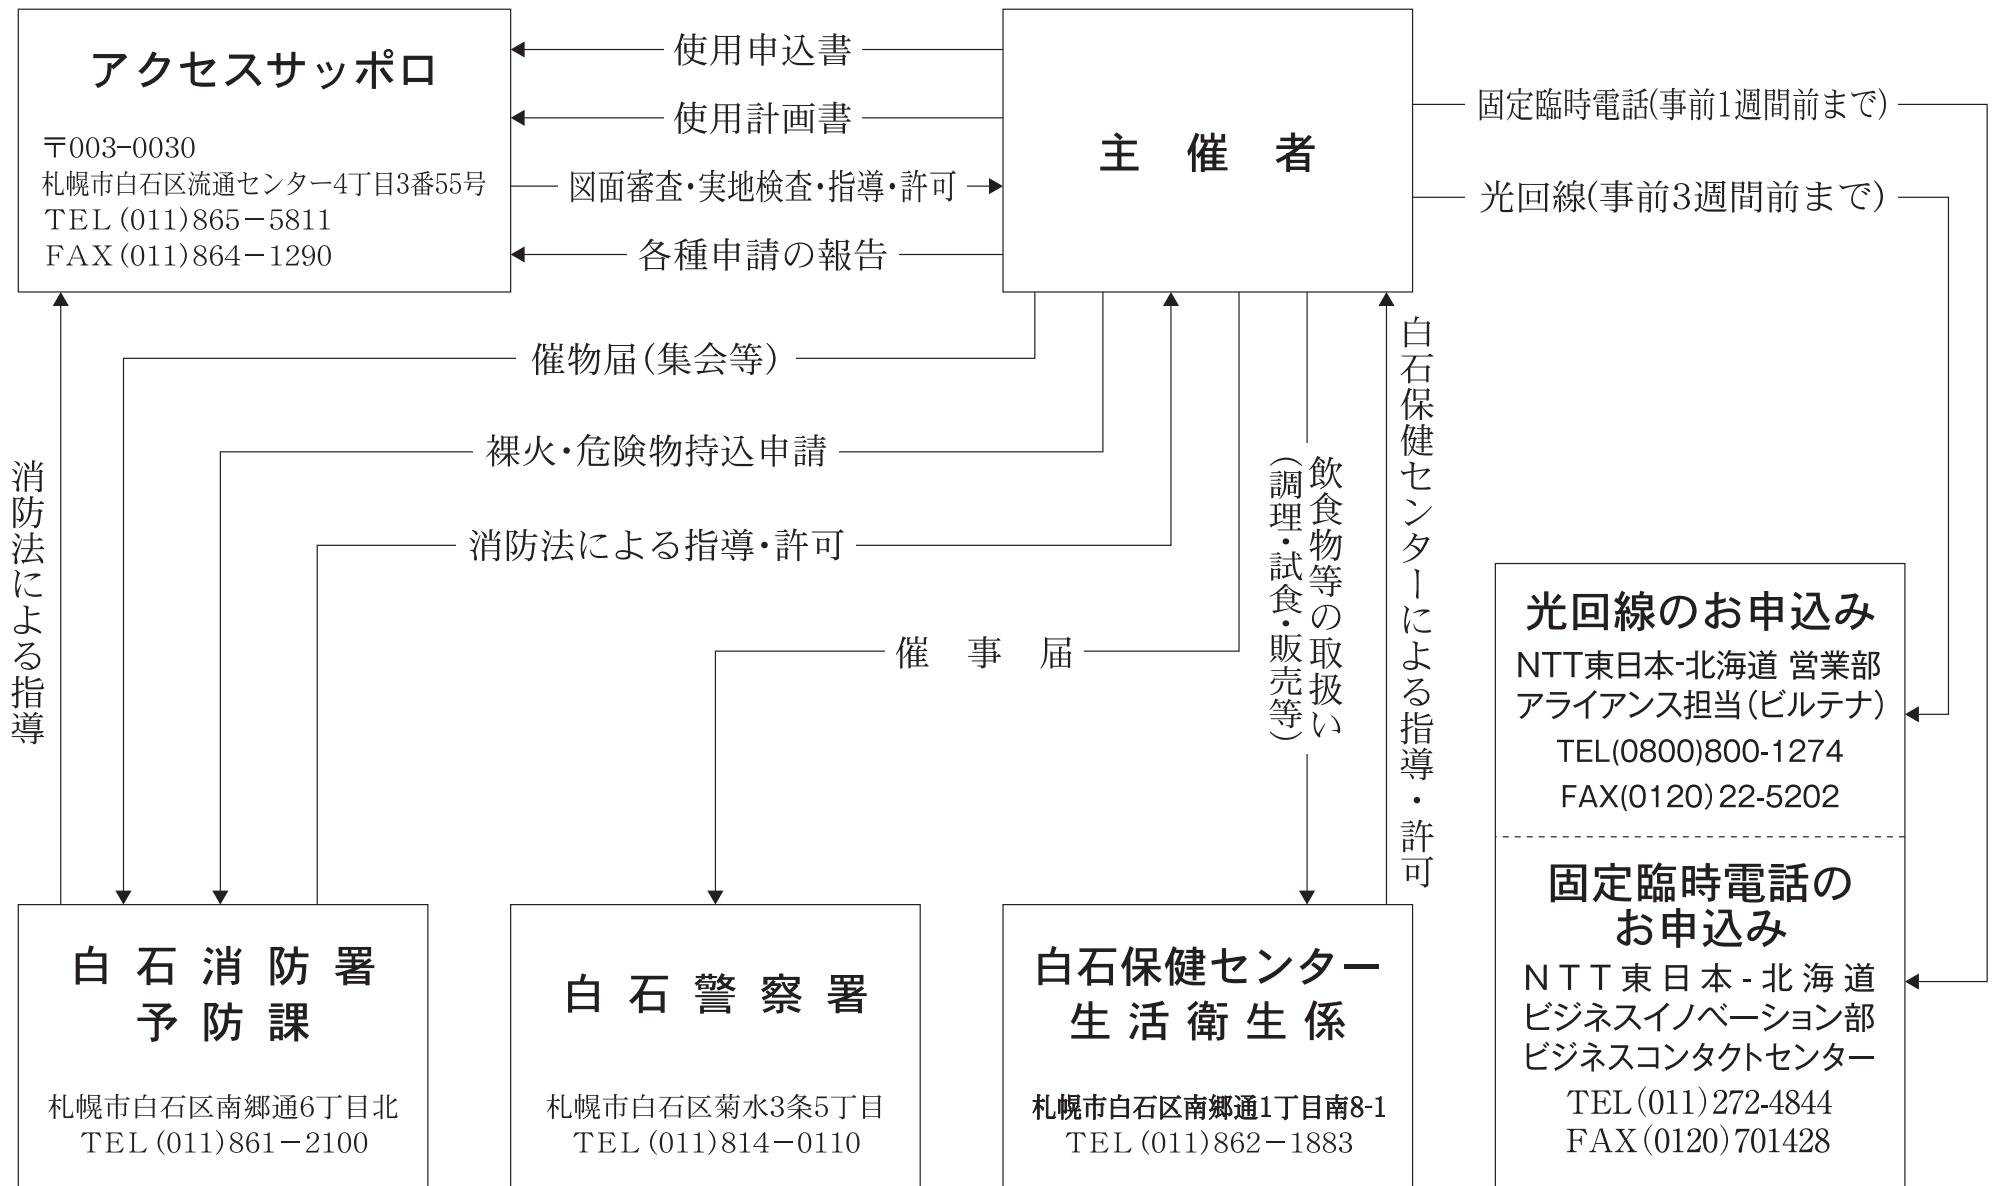 アクセスサッポロ
〒003−0030
札幌市白石区流通センター4丁目3番55号
TEL(011)865−5811
FAX(011)864−1290
使用申込書
使用計画書
図面審査・実地検査・指導・許可
各種申請の報告
主催者
固定臨時電話(事前1週間前まで)
光回線(事前3週間前まで)
催物届(集会等)
裸火・危険物持込申請
消防法による指導・許可
催事届
消防法による指導
飲食物等の取扱い
(調理・試食・販売等)
白石保健センターによる指導・許可
白石消防署
予防課
札幌市白石区南郷通6丁目北
TEL(011)861−2100
白石警察署
札幌市白石区菊水3条5丁目
TEL(011)814−0110
白石保健センター
生活衛生係
札幌市白石区南郷通1丁目南8-1
TEL(011)862−1883
光回線のお申込み
NTT東日本-北海道 営業部
アライアンス担当(ビルテナ)
TEL(0800)800-1274
FAX(0120)22-5202
固定臨時電話の
お申込み
NTT東日本-北海道
ビジネスイノベーション部
ビジネスコンタクトセンター
TEL(011)272-4844
FAX(0120)701428